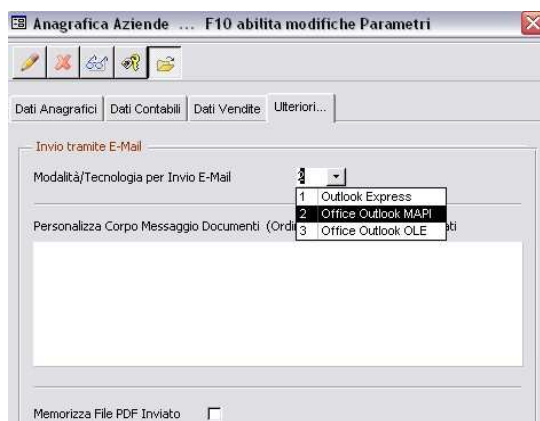 Anagrafica Aziende ... F10 abilita modifiche Parametri
Dati Anagrafici Dati Contabili Dati Vendite Ulteriori...
Invio tramite E-Mail
Modalità/Tecnologia per Invio E-Mail 2
1 Outlook Express
2 Office Outlook MAPI
3 Office Outlook OLE
Personalizza Corpo Messaggio Documenti (Ordi
Memorizza File PDF Inviato